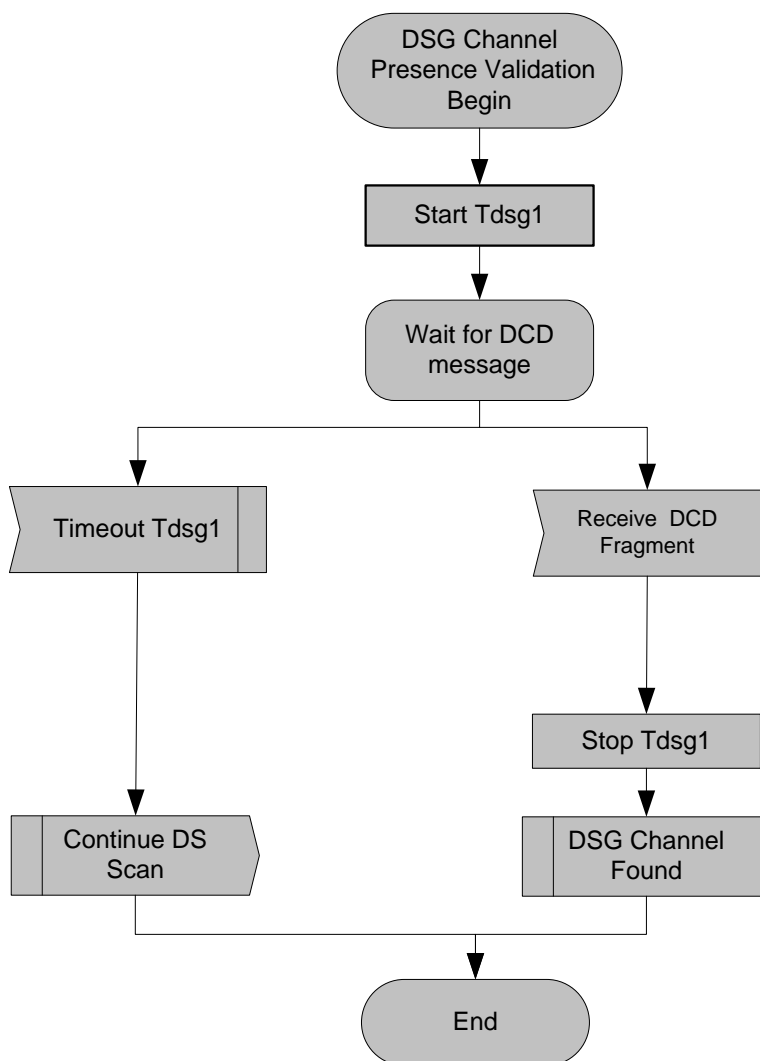 DSG Channel
Presence Validation
Begin
Start Tdsg1
Wait for DCD
message
Timeout Tdsg1
Receive DCD
Fragment
Stop Tdsg1
Continue DS
Scan
DSG Channel
Found
End